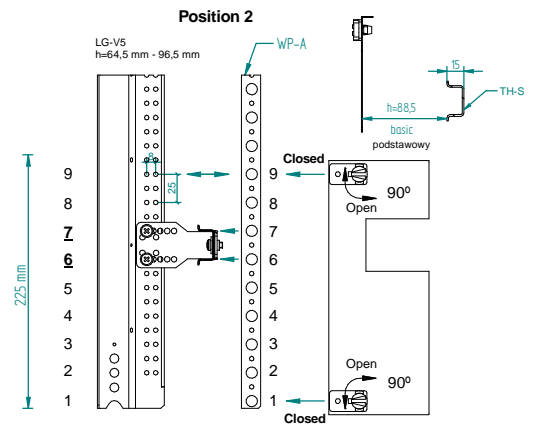 Position 2
LG-V5
h=64,5 mm - 96,5 mm
WP-A
15
TH-S
h=88,5
basic
podstawowy
8
25
225 mm
9
8
7
6
5
4
3
2
1
9
8
7
6
5
4
3
2
1
Closed
90º
Open
Open
90º
Closed